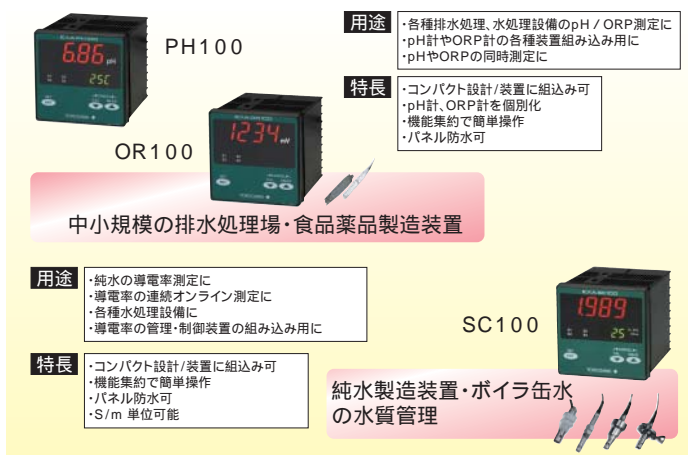 PH100
6.86 pH
25C
OR100
1234 mV
YOKOGAWA
用途
・各種排水処理、水処理設備のpH / ORP測定に
・pH計やORP計の各種装置組み込み用に
・pHやORPの同時測定に
特長
・コンパクト設計/装置に組込み可
・pH計、ORP計を個別化
・機能集約で簡単操作
・パネル防水可
中小規模の排水処理場・食品薬品製造装置
用途
・純水の導電率測定に
・導電率の連続オンライン測定に
・各種水処理設備に
・導電率の管理・制御装置の組み込み用に
特長
・コンパクト設計/装置に組込み可
・機能集約で簡単操作
・パネル防水可
・S/m 単位可能
SC100
1.989
25
純水製造装置・ボイラ缶水
の水質管理